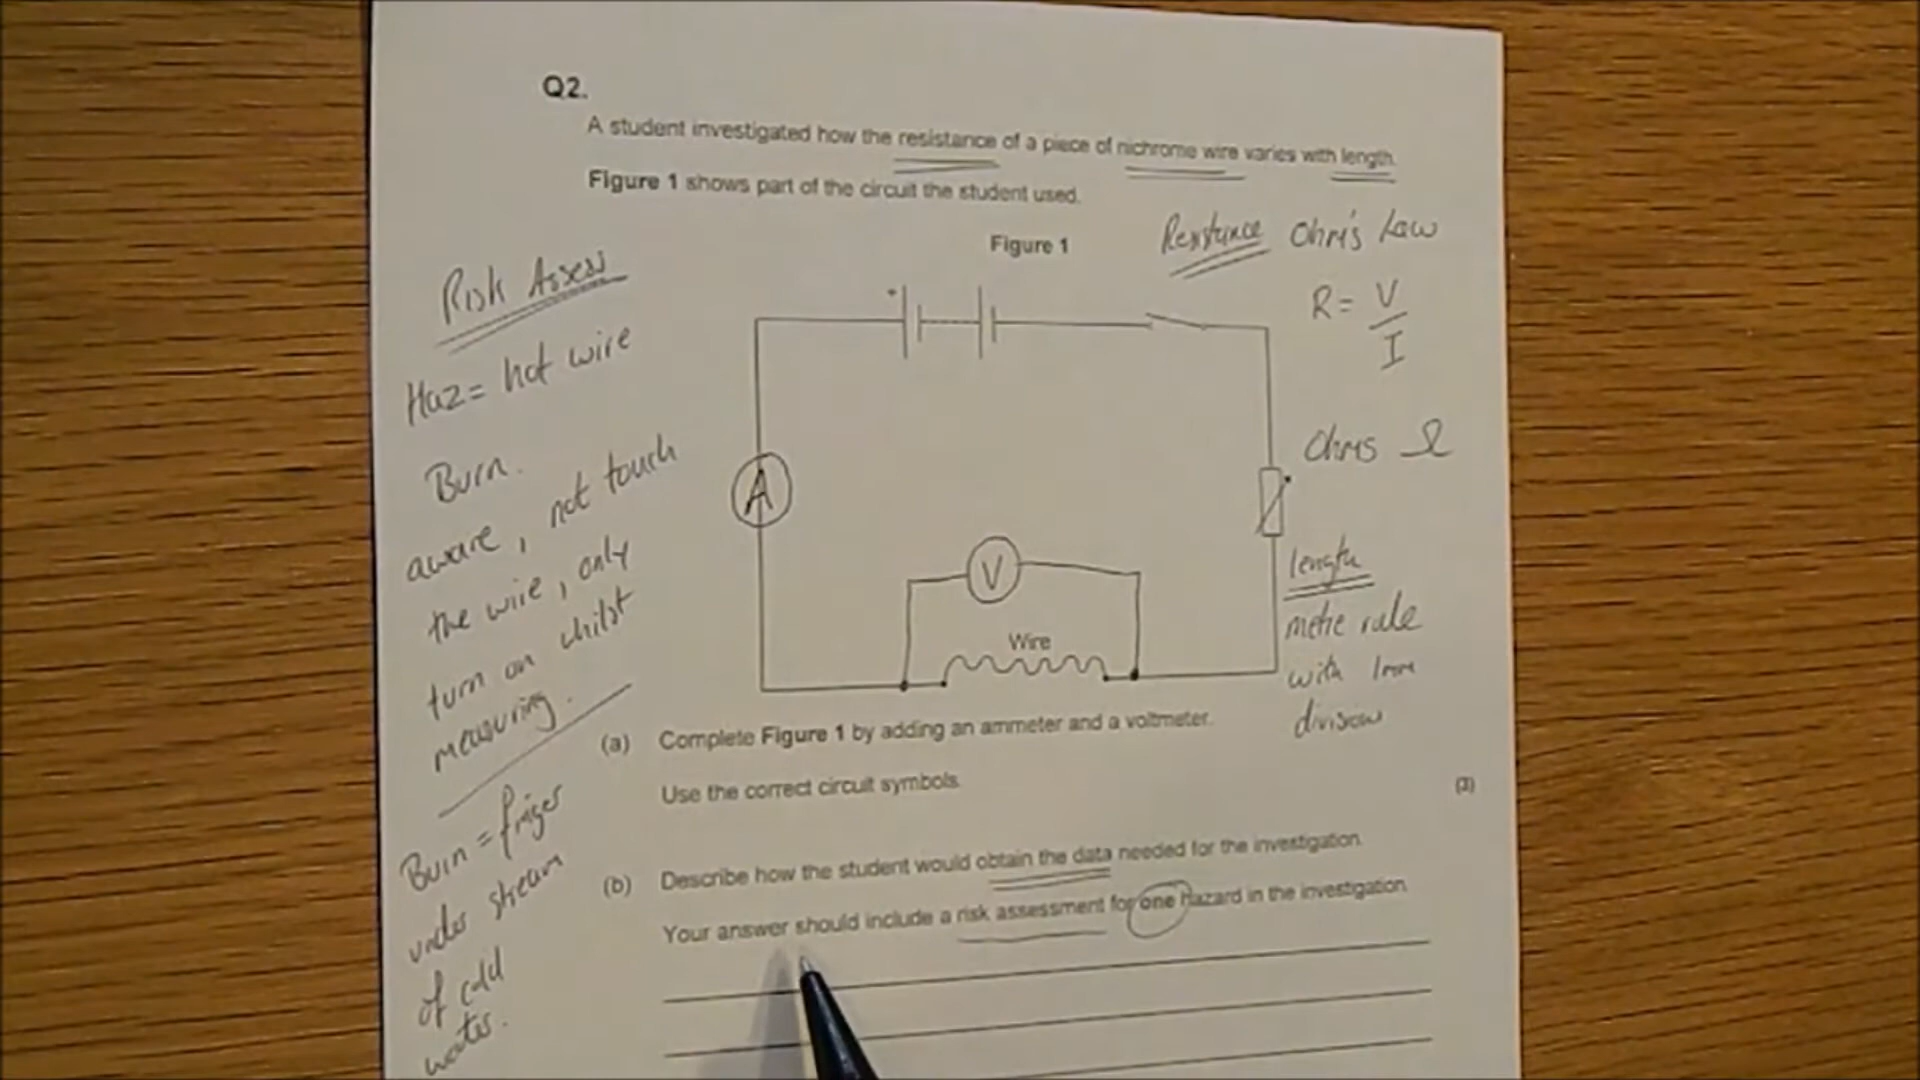 Q2.
A student investigated how the resistance of a piece of nichrome wire varies with length.
Figure 1 shows part of the circuit the student used.
Figure 1
Resistance Ohm's Law
R = V
I
Risk Assess
Haz = hot wire
Burn.
aware, not touch
the wire, only
turn on whilst
measuring.
Burn = fingers
under stream
of cold
water.
A
V
Wire
Ohms Ω
length
metre rule
with 1mm
division
(a) Complete Figure 1 by adding an ammeter and a voltmeter.
Use the correct circuit symbols.
(3)
(b) Describe how the student would obtain the data needed for the investigation.
Your answer should include a risk assessment for one hazard in the investigation.